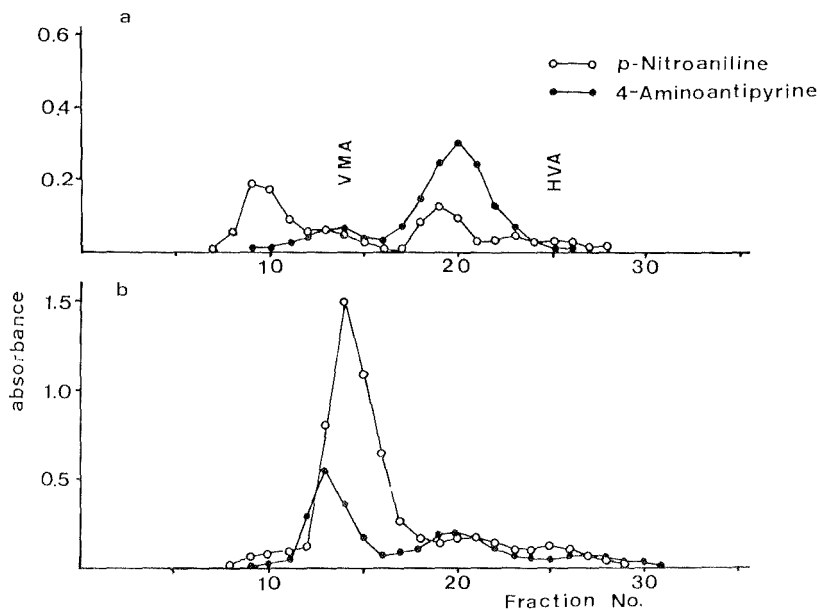 a
0.6
p-Nitroaniline
4-Aminoantipyrine
0.4
VMA
HVA
0.2
10 20 30
b
1.5
absorbance
1.0
0.5
10 20 30
Fraction No.